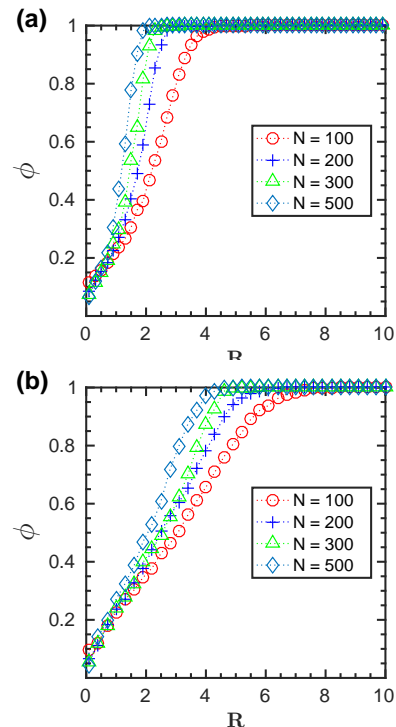 (a)
1
0.8
0.6
0.4
0.2
ϕ
N = 100
N = 200
N = 300
N = 500
0 2 4 6 8 10
R
(b)
1
0.8
0.6
0.4
0.2
ϕ
N = 100
N = 200
N = 300
N = 500
0 2 4 6 8 10
R